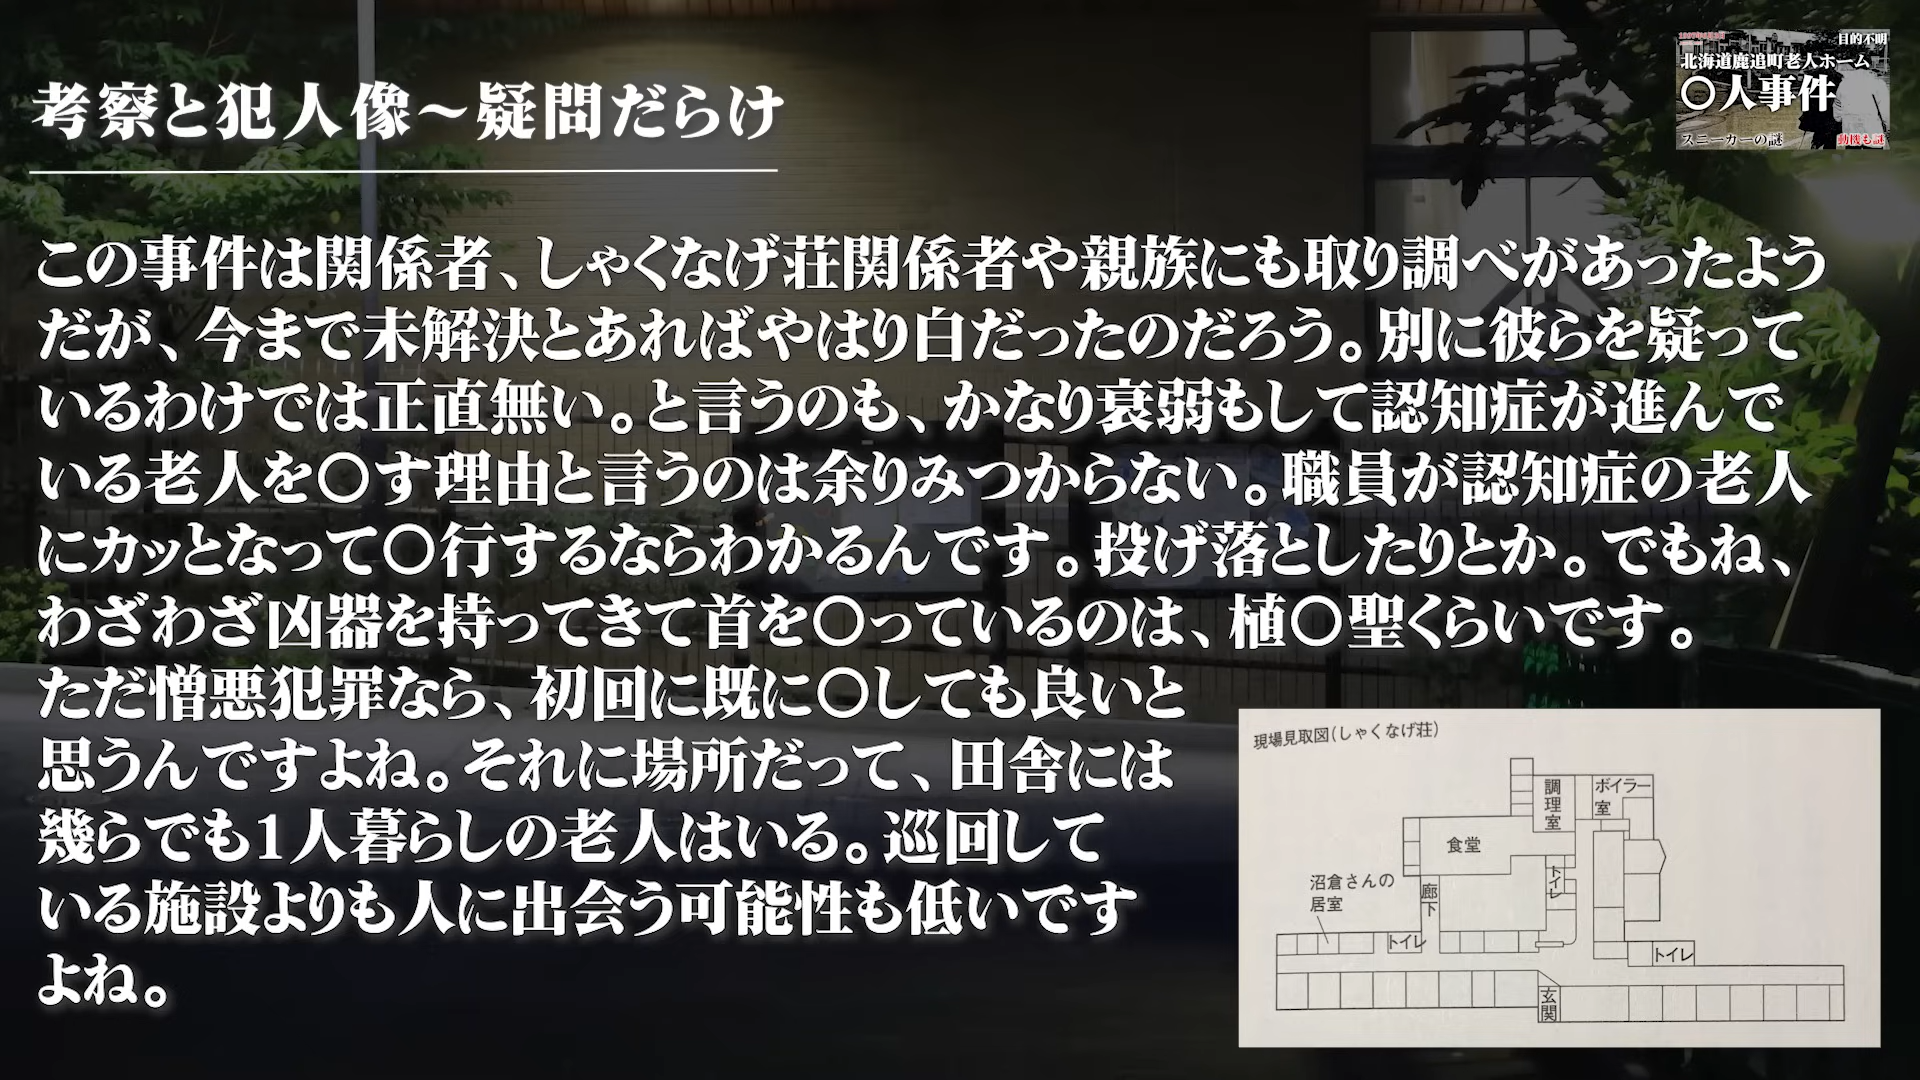 考察と犯人像～疑問だらけ
目的不明
北海道鹿追町老人ホーム
〇人事件
スニーカーの謎
動機も謎
この事件は関係者、しゃくなげ荘関係者や親族にも取り調べがあったよう
だが、今まで未解決とあればやはり白だったのだろう。別に彼らを疑って
いるわけでは正直無い。と言うのも、かなり衰弱もして認知症が進んで
いる老人を〇す理由と言うのは余りみつからない。職員が認知症の老人
にカッとなって〇行するならわかるんです。投げ落としたりとか。でもね、
わざわざ凶器を持ってきて首を〇っているのは、植〇聖くらいです。
ただ憎悪犯罪なら、初回に既に〇しても良いと
思うんですよね。それに場所だって、田舎には
幾らでも1人暮らしの老人はいる。巡回して
いる施設よりも人に出会う可能性も低いです
よね。
現場見取図(しゃくなげ荘)
調理室
ボイラー室
食堂
トイレ
沼倉さんの
居室
廊下
トイレ
トイレ
玄関